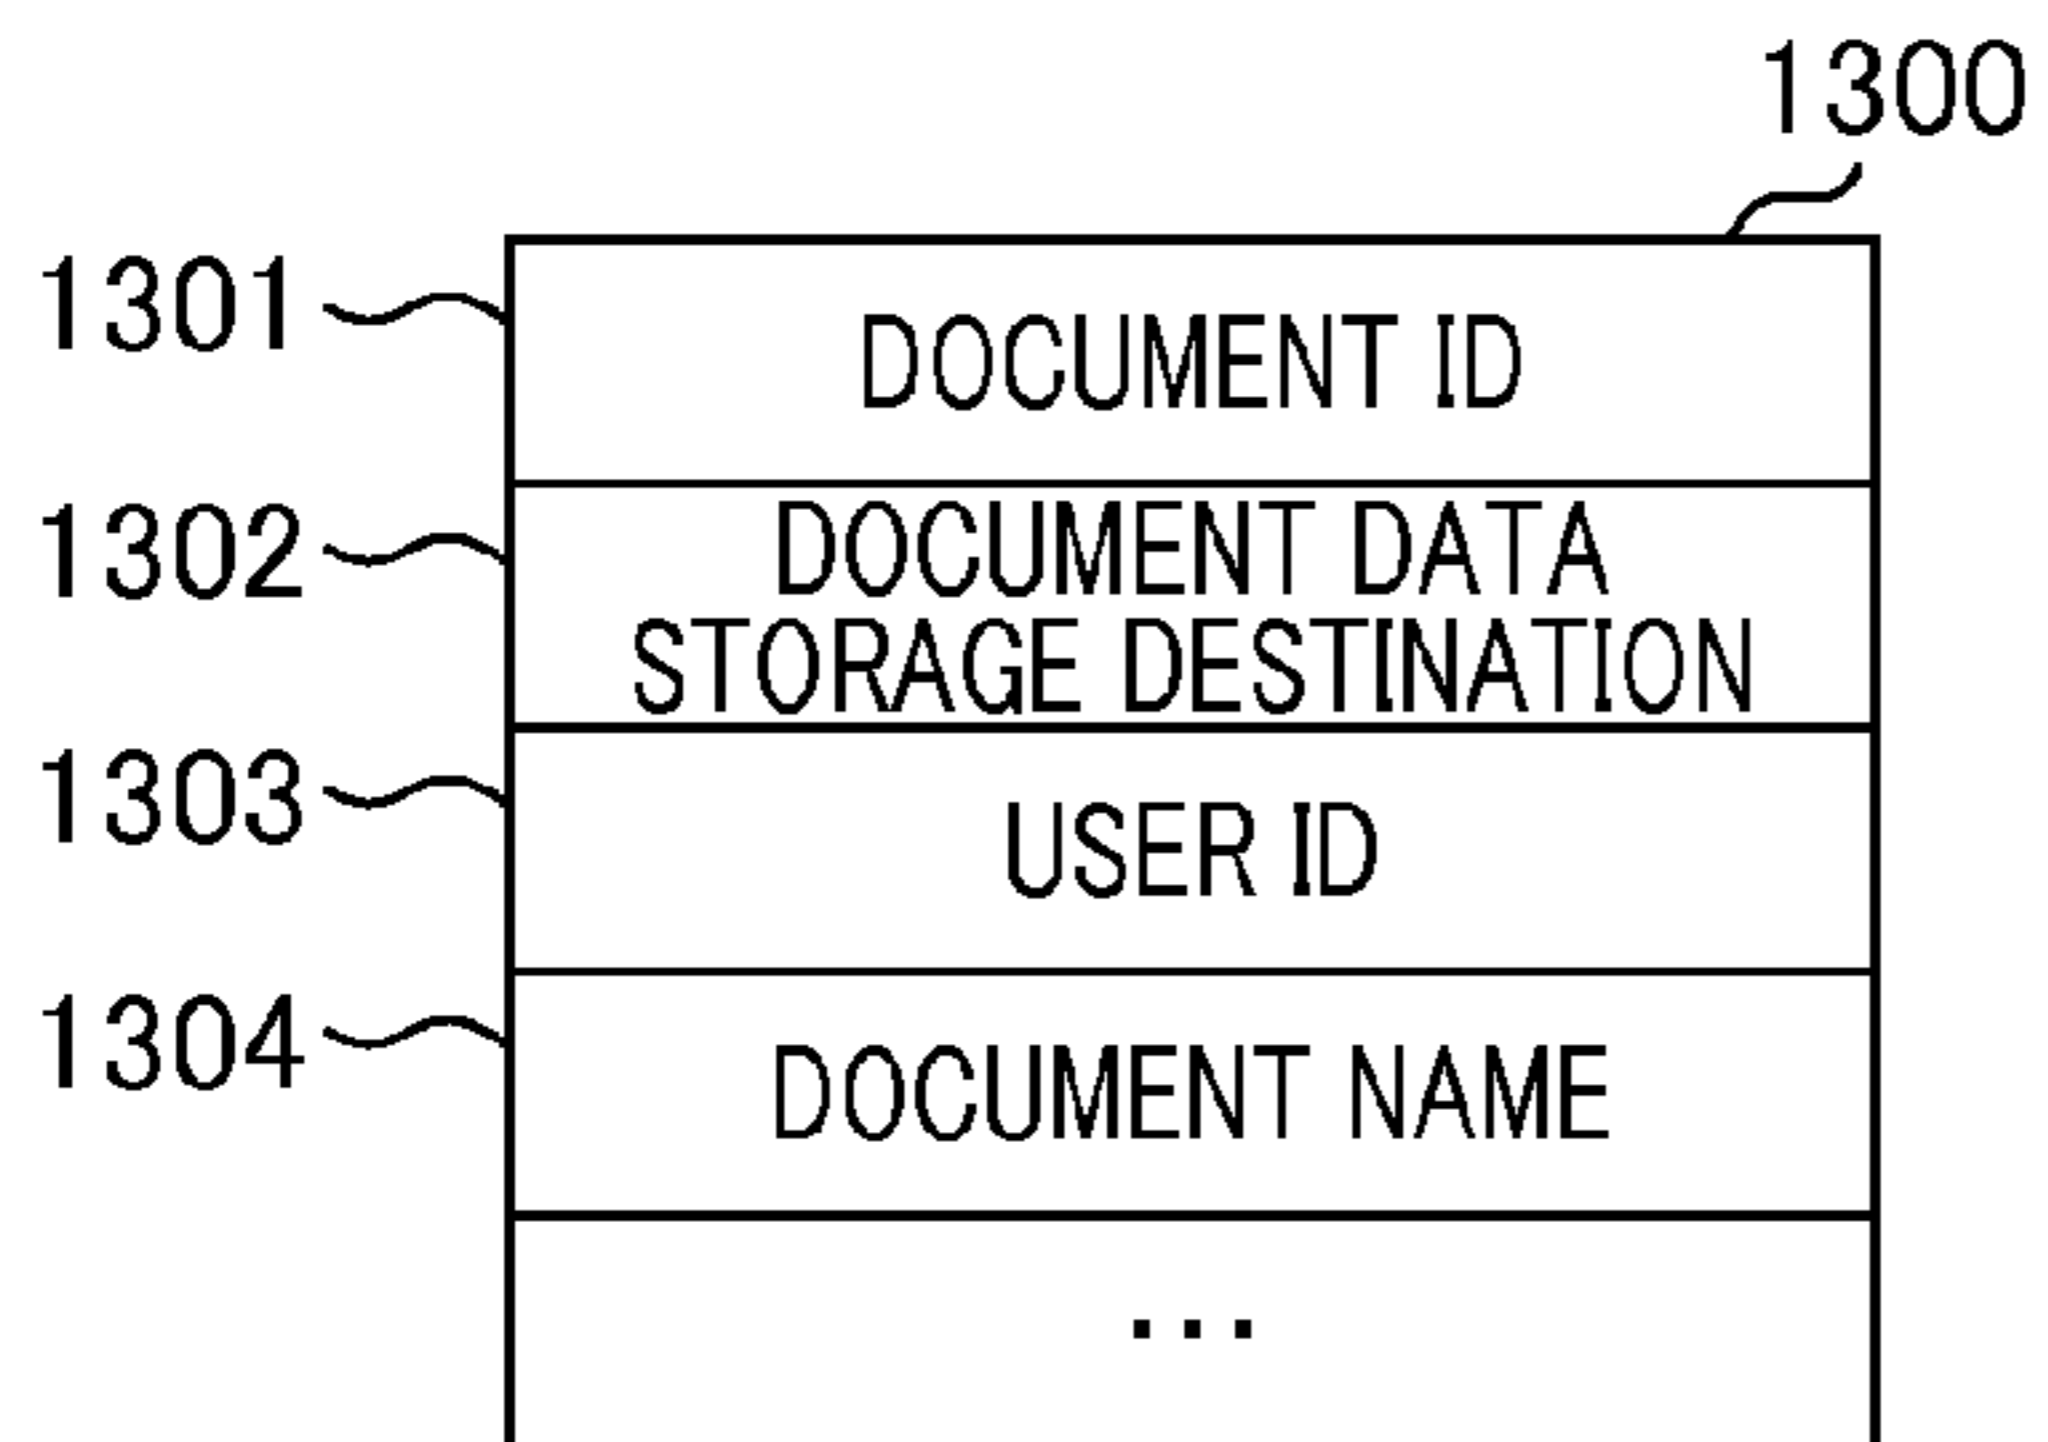 1300
1301
DOCUMENT ID
1302
DOCUMENT DATA
STORAGE DESTINATION
1303
USER ID
1304
DOCUMENT NAME
...